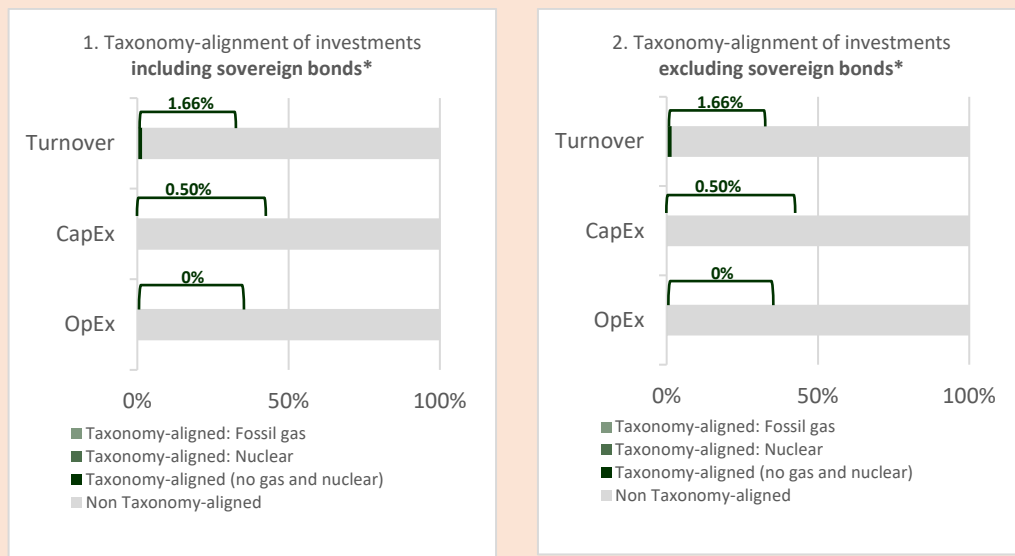 1. Taxonomy-alignment of investments
including sovereign bonds*
1.66%
Turnover
0.50%
CapEx
0%
OpEx
0% 50% 100%
Taxonomy-aligned: Fossil gas
Taxonomy-aligned: Nuclear
Taxonomy-aligned (no gas and nuclear)
Non Taxonomy-aligned
2. Taxonomy-alignment of investments
excluding sovereign bonds*
1.66%
Turnover
0.50%
CapEx
0%
OpEx
0% 50% 100%
Taxonomy-aligned: Fossil gas
Taxonomy-aligned: Nuclear
Taxonomy-aligned (no gas and nuclear)
Non Taxonomy-aligned